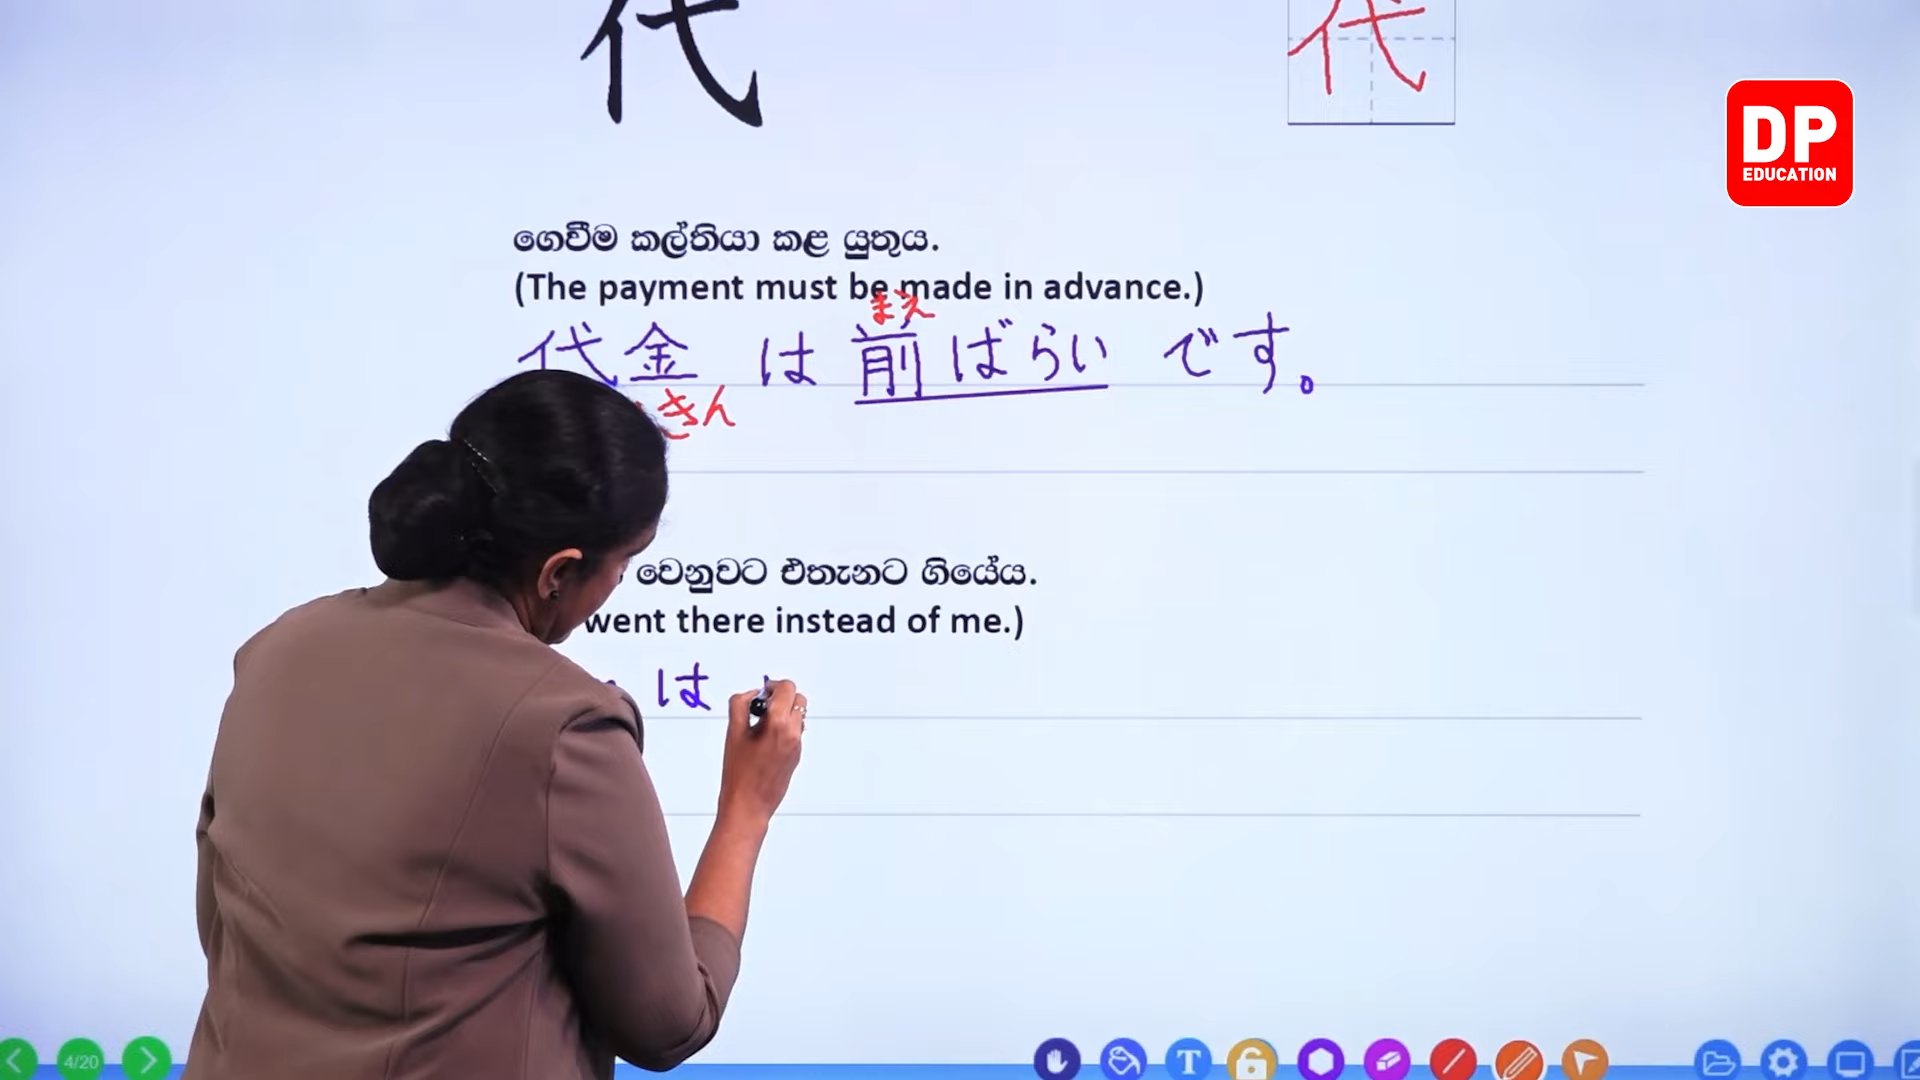 代 代
DP
EDUCATION
ගෙවීම කල්තියා කළ යුතුය.
(The payment must be made in advance.)
まえ
代金 は 前ばらい です。
きん
වෙනුවට එතැනට ගියේය.
went there instead of me.)
は
4/20
T